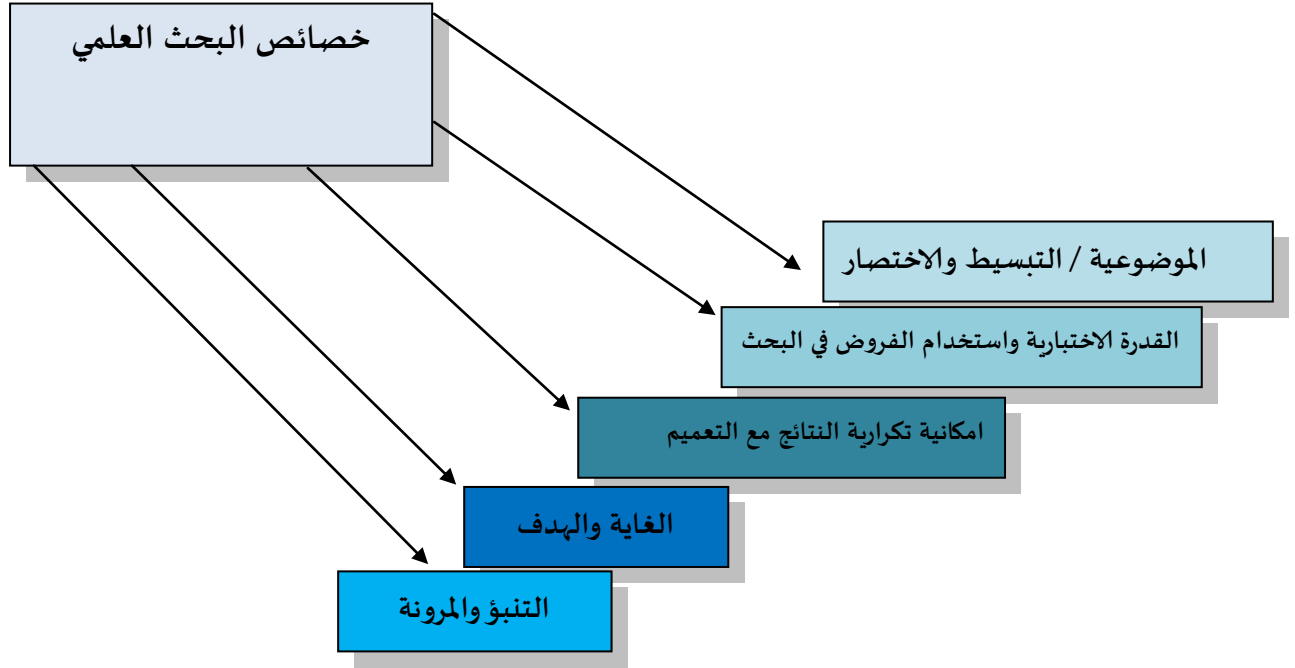 خصائص البحث العلمي
الموضوعية / التبسيط والاختصار
القدرة الاختبارية واستخدام الفروض في البحث
امكانية تكرارية النتائج مع التعميم
الغاية والهدف
التنبؤ والمرونة